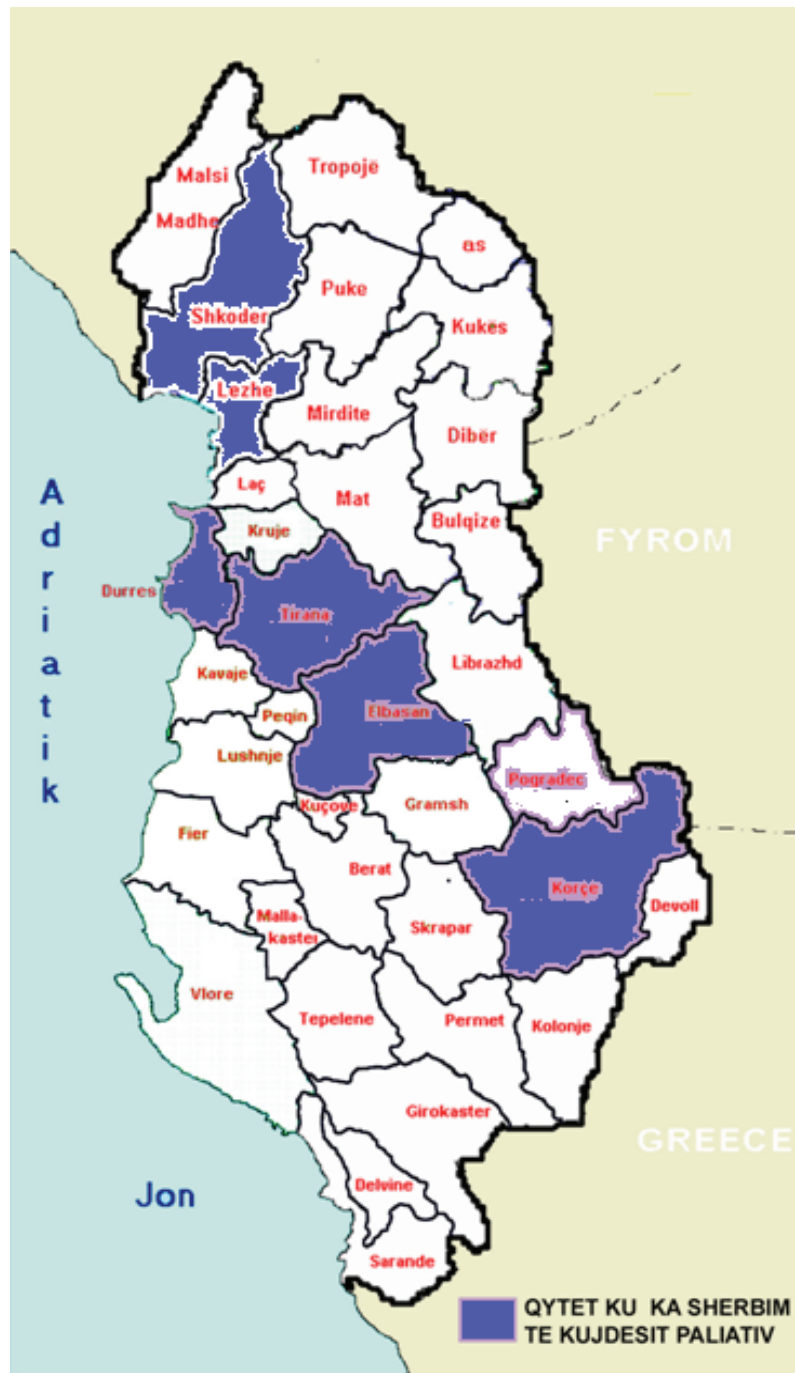 Malsi
Madhe
Tropojë
as
Shkoder
Puke
Kukës
Lezhe
Mirdite
Dibër
Laç
Mat
Bulqize
Kruje
FYROM
Adriatik
Durres
Tirana
Kavaje
Librazhd
Peqin
Elbasan
Lushnje
Pogradec
Kuçove
Gramsh
Fier
Berat
Korçe
Devoll
Malla-
kaster
Skrapar
Vlore
Tepelene
Permet
Kolonje
Girokaster
GREECE
Jon
Delvine
Sarande
QYTET KU KA SHERBIM
TE KUJDESIT PALIATIV